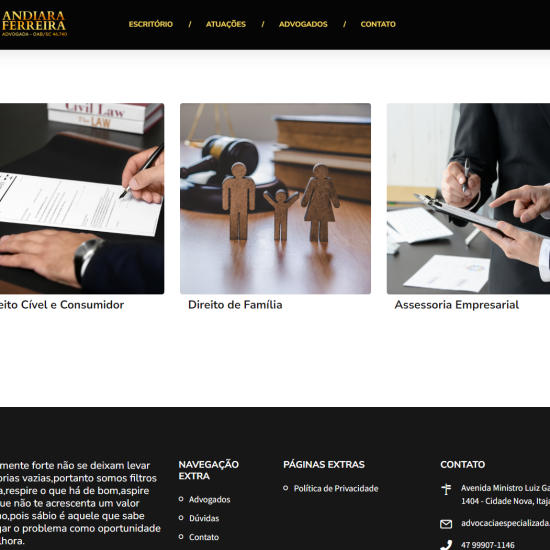 ANDIARA
FERREIRA
ADVOGADA - OAB/SC 46.740
ESCRITÓRIO / ATUAÇÕES / ADVOGADOS / CONTATO
Civil Law
LAW
eito Cível e Consumidor
Direito de Família
Assessoria Empresarial
mente forte não se deixam levar
orias vazias,portanto somos filtros
a,respire o que há de bom,aspire
que não te acrescenta um valor
no,pois sábio é aquele que sabe
gar o problema como oportunidade
lhora.
NAVEGAÇÃO
EXTRA
Advogados
Dúvidas
Contato
PÁGINAS EXTRAS
Política de Privacidade
CONTATO
Avenida Ministro Luiz Ga
1404 - Cidade Nova, Itaja
advocaciaespecializada.
47 99907-1146